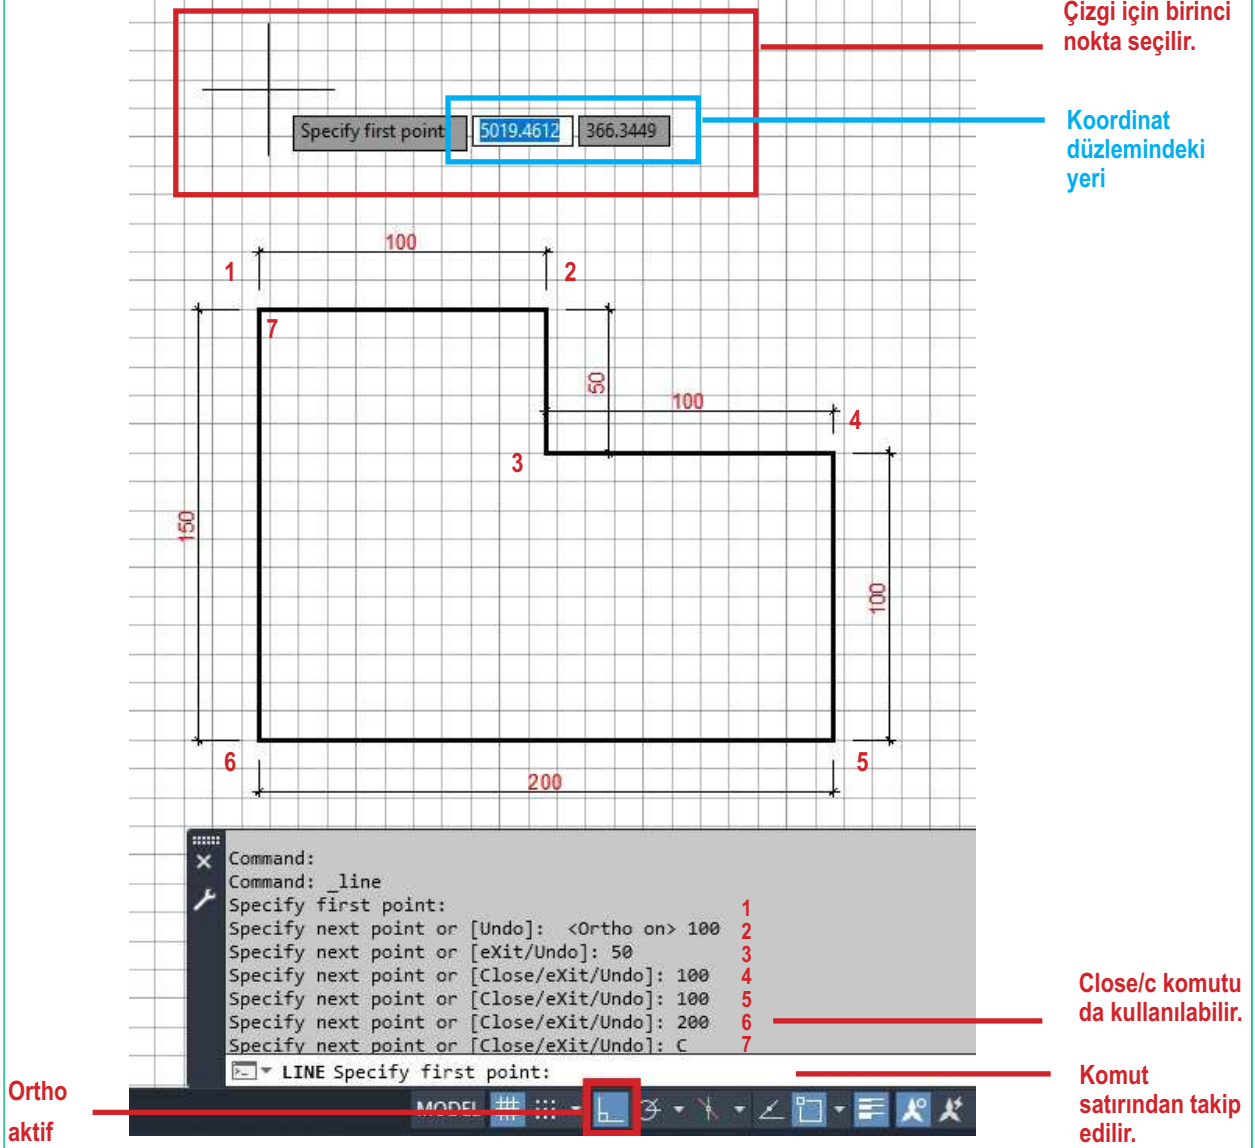 Çizgi için birinci
nokta seçilir.
Specify first point
5019.4612
366.3449
Koordinat
düzlemindeki
yeri
100
1
2
7
50
100
4
3
150
100
6
5
200
Command:
Command: _line
Specify first point: 1
Specify next point or [Undo]: <Ortho on> 100 2
Specify next point or [eXit/Undo]: 50 3
Specify next point or [Close/eXit/Undo]: 100 4
Specify next point or [Close/eXit/Undo]: 100 5
Specify next point or [Close/eXit/Undo]: 200 6
Specify next point or [Close/eXit/Undo]: C 7
LINE Specify first point:
Close/c komutu
da kullanılabilir.
Komut
satırından takip
edilir.
Ortho
aktif
MODEL